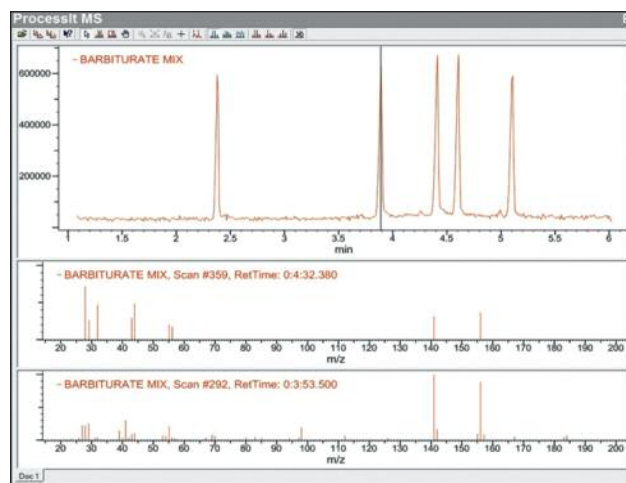 ProcessIt MS
- BARBITURATE MIX
600000
400000
200000
1 1.5 2 2.5 3 3.5 4 4.5 5 5.5 6
min
- BARBITURATE MIX, Scan #359, RetTime: 0:4:32.380
20 30 40 50 60 70 80 90 100 110 120 130 140 150 160 170 180 190 200
m/z
- BARBITURATE MIX, Scan #292, RetTime: 0:3:53.500
20 30 40 50 60 70 80 90 100 110 120 130 140 150 160 170 180 190 200
m/z
Doc 1